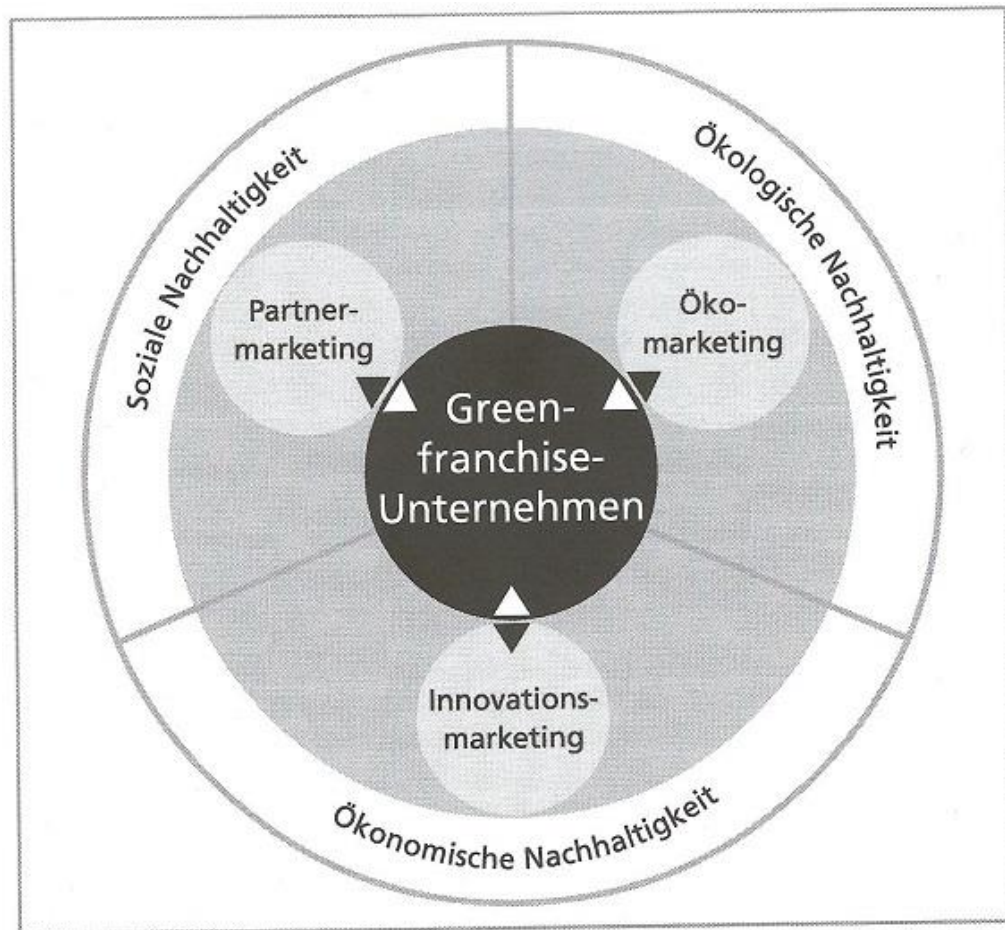 Soziale Nachhaltigkeit
Ökologische Nachhaltigkeit
Partner-
marketing
Öko-
marketing
Green-
franchise-
Unternehmen
Innovations-
marketing
Ökonomische Nachhaltigkeit